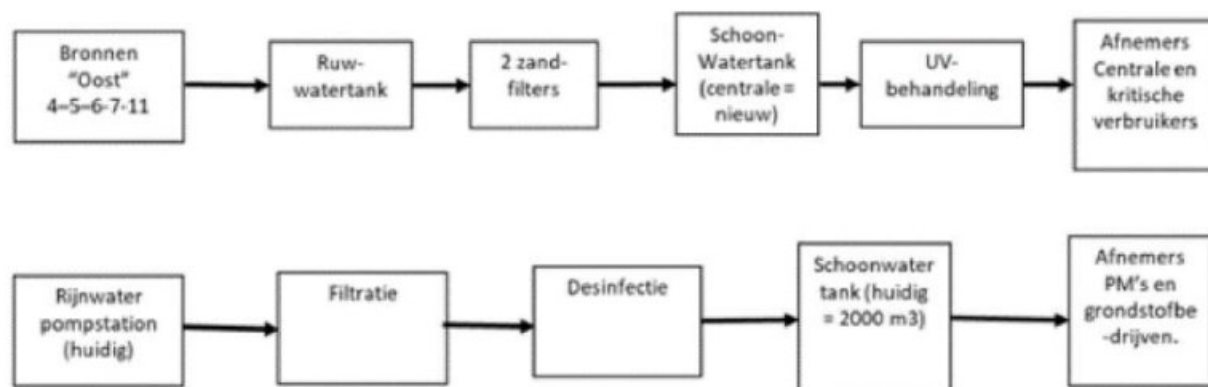 Bronnen
"Oost"
4–5–6-7-11
Ruw-
watertank
2 zand-
filters
Schoon-
Watertank
(centrale =
nieuw)
UV-
behandeling
Afnemers
Centrale en
kritische
verbruikers
Rijnwater
pompstation
(huidig)
Filtratie
Desinfectie
Schoonwater
tank (huidig
= 2000 m3)
Afnemers
PM's en
grondstofbe
-drijven.